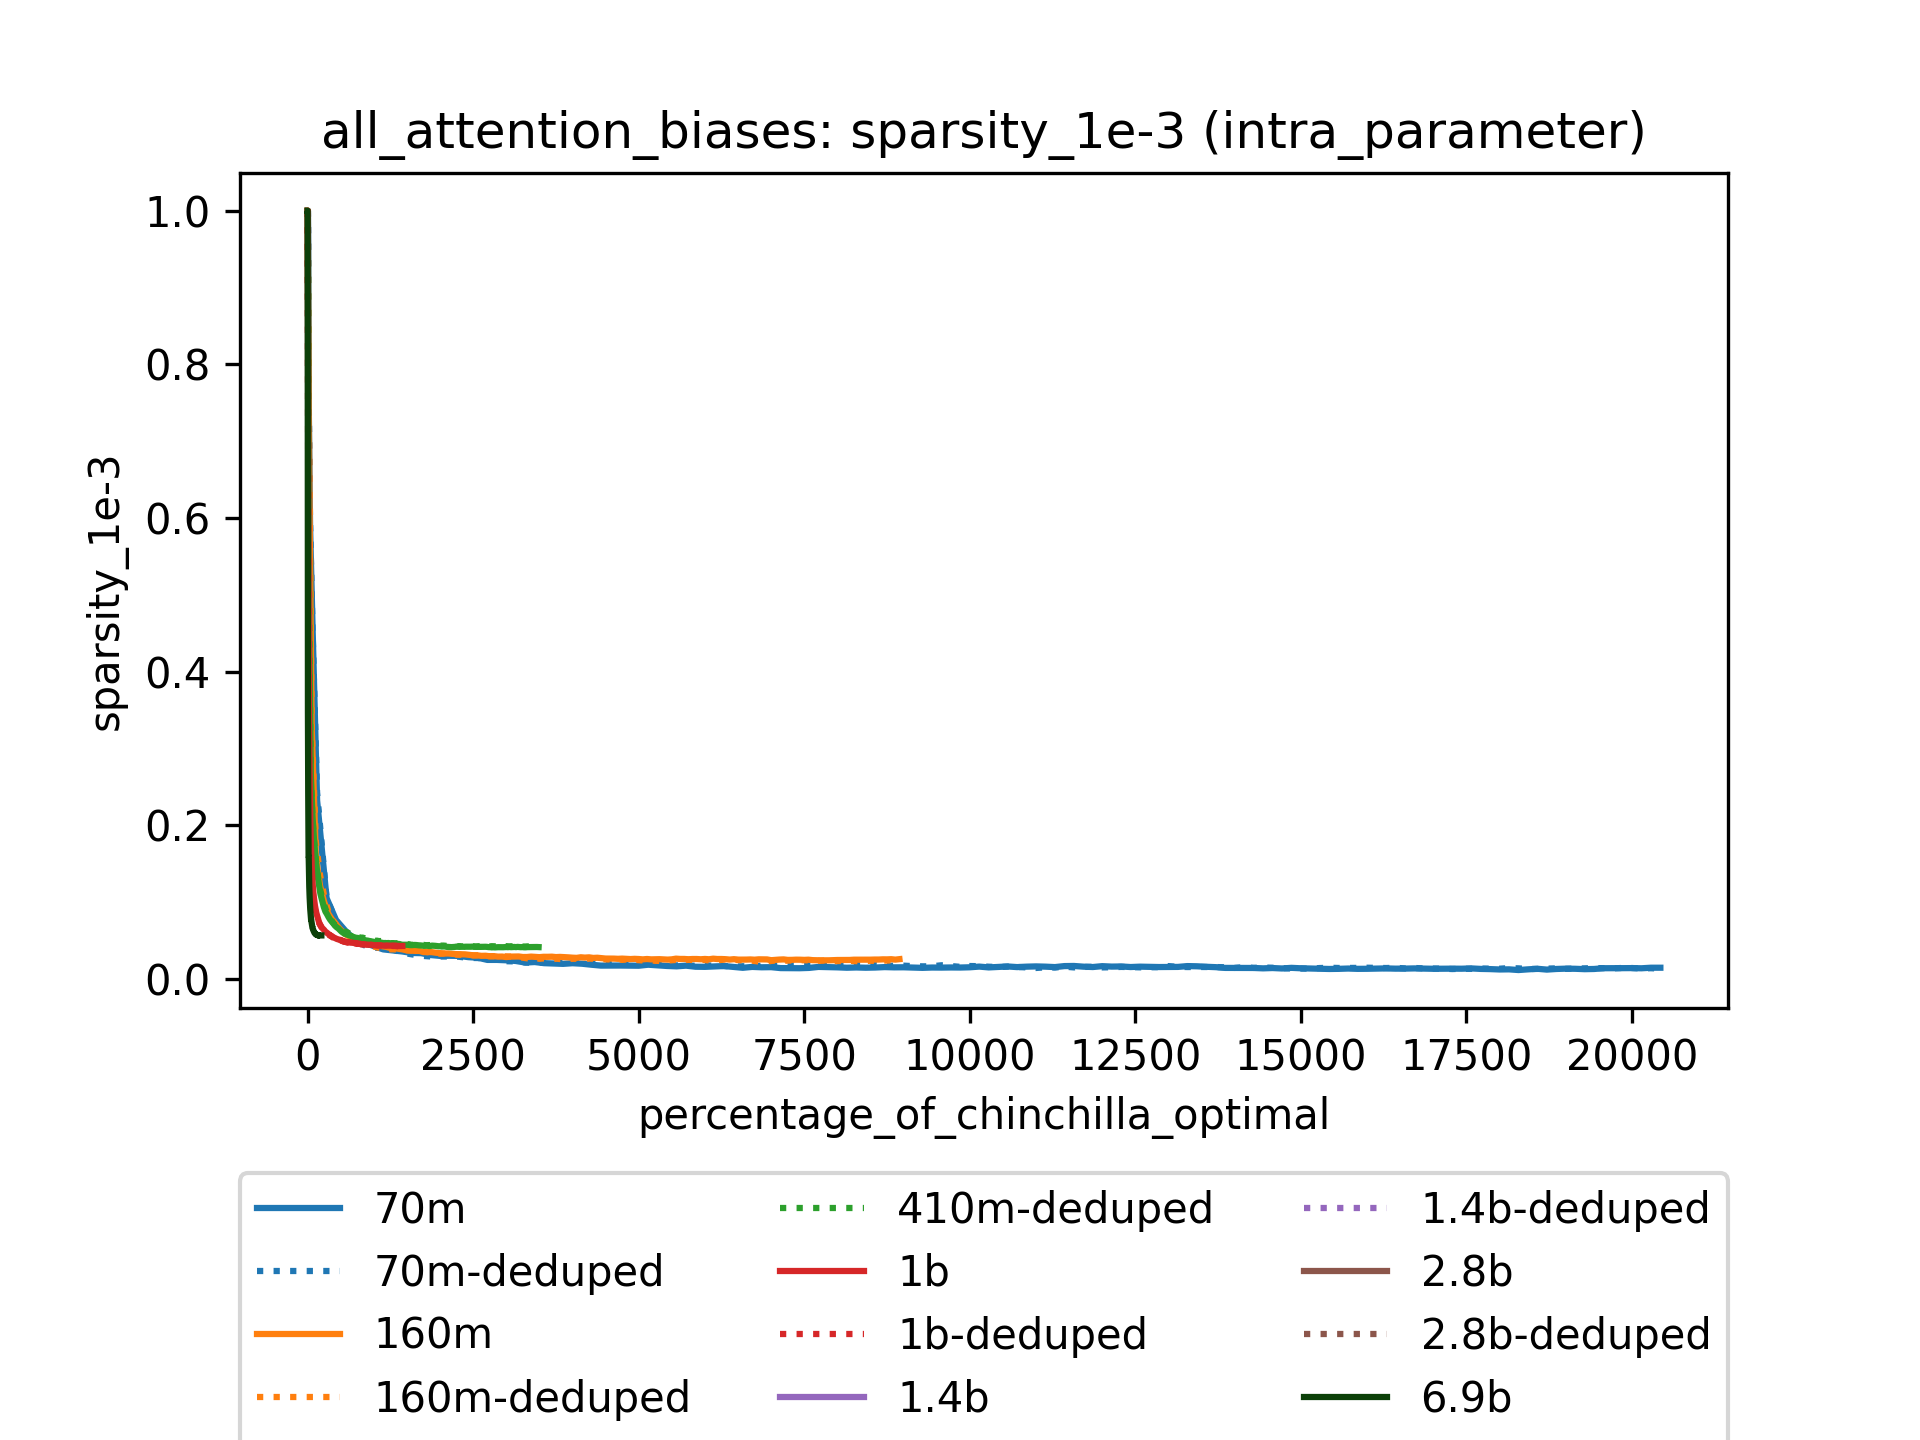 all_attention_biases: sparsity_1e-3 (intra_parameter)
1.0
0.8
0.6
0.4
0.2
0.0
sparsity_1e-3
0 2500 5000 7500 10000 12500 15000 17500 20000
percentage_of_chinchilla_optimal
70m 410m-deduped 1.4b-deduped
70m-deduped 1b 2.8b
160m 1b-deduped 2.8b-deduped
160m-deduped 1.4b 6.9b